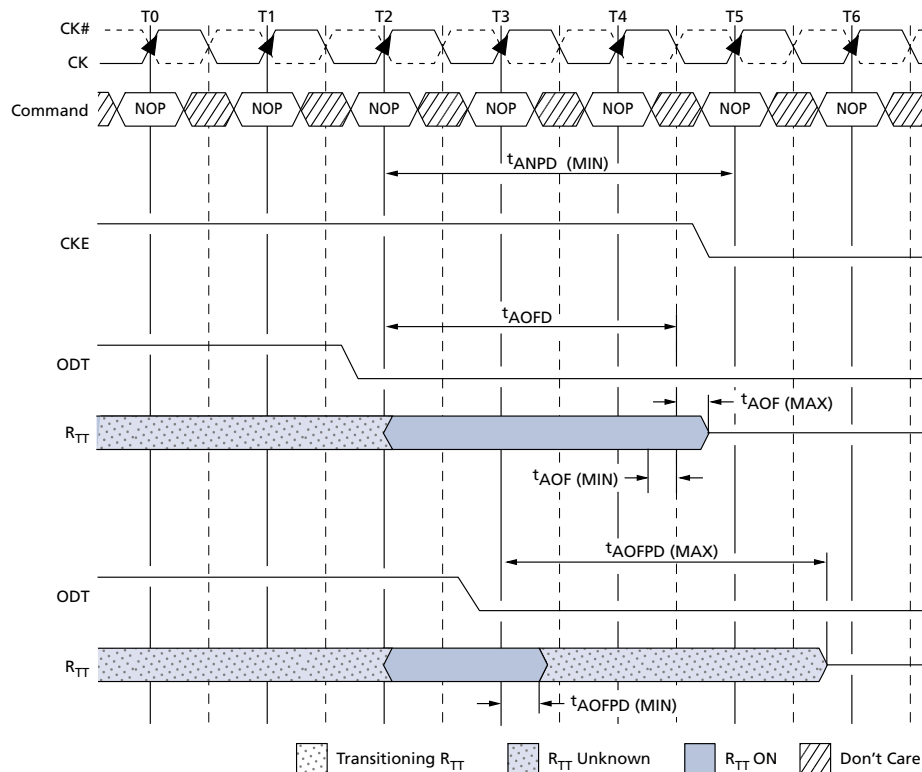 T0 T1 T2 T3 T4 T5 T6
CK#
CK
Command NOP NOP NOP NOP NOP NOP NOP
tANPD (MIN)
CKE
tAOFD
ODT
tAOF (MAX)
RTT
tAOF (MIN)
tAOFPD (MAX)
ODT
RTT
tAOFPD (MIN)
Transitioning RTT RTT Unknown RTT ON Don't Care